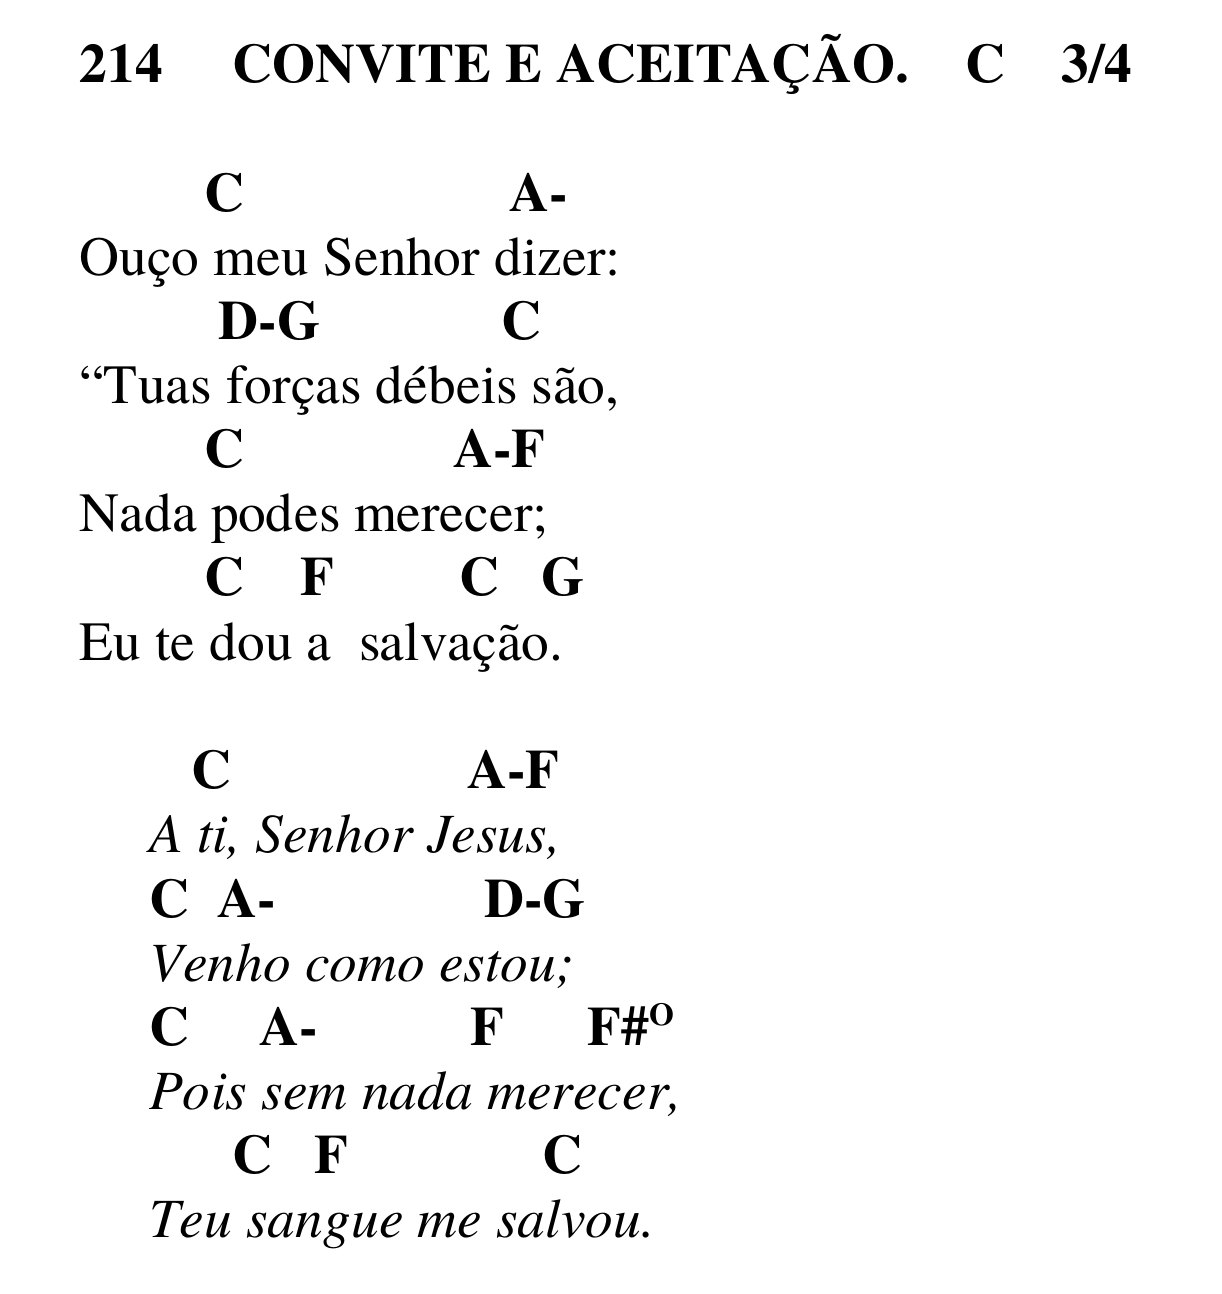 214 CONVITE E ACEITAÇÃO. C 3/4
C A-
Ouço meu Senhor dizer:
D-G C
“Tuas forças débeis são,
C A-F
Nada podes merecer;
C F C G
Eu te dou a salvação.
C A-F
A ti, Senhor Jesus,
C A- D-G
Venho como estou;
C A- F F#º
Pois sem nada merecer,
C F C
Teu sangue me salvou.